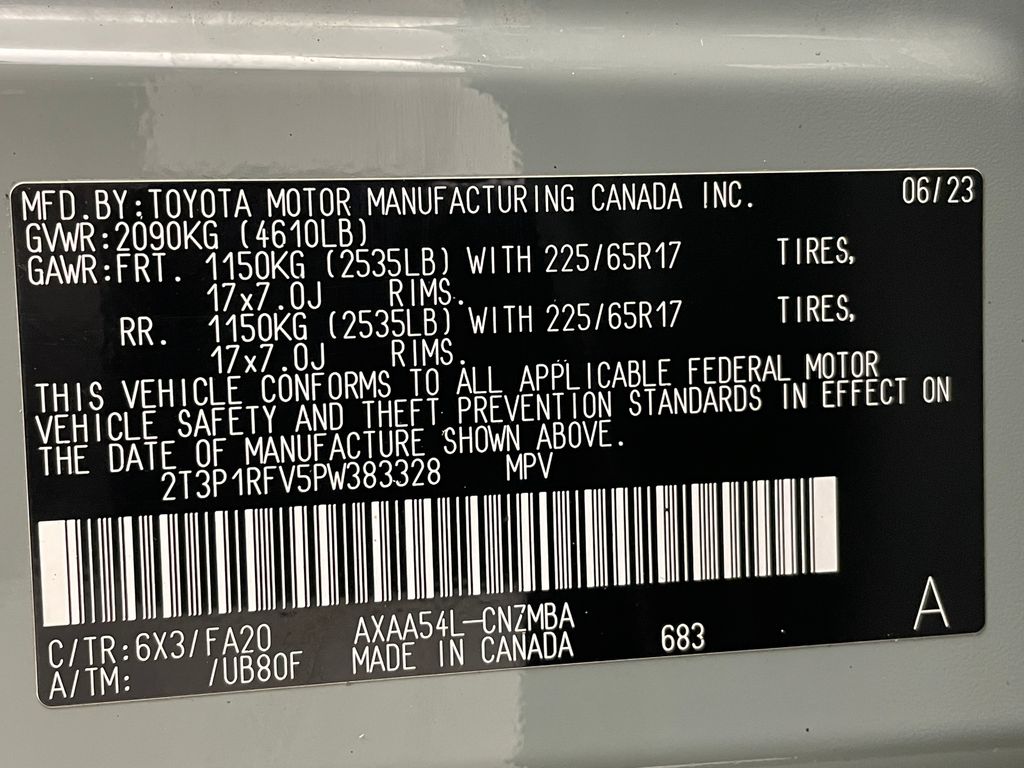 MFD.BY:TOYOTA MOTOR MANUFACTURING CANADA INC. 06/23
GVWR:2090KG (4610LB)
GAWR:FRT. 1150KG (2535LB) WITH 225/65R17 TIRES,
17x7.0J RIMS.
RR. 1150KG (2535LB) WITH 225/65R17 TIRES,
17x7.0J RIMS.
THIS VEHICLE CONFORMS TO ALL APPLICABLE FEDERAL MOTOR
VEHICLE SAFETY AND THEFT PREVENTION STANDARDS IN EFFECT ON
THE DATE OF MANUFACTURE SHOWN ABOVE.
2T3P1RFV5PW383328 MPV
C/TR:6X3/FA20 AXAA54L-CNZMBA
A/TM: /UB80F MADE IN CANADA 683 A